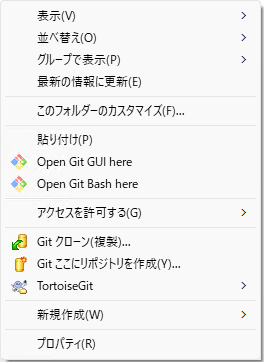 表示(V)
並べ替え(O)
グループで表示(P)
最新の情報に更新(E)
このフォルダーのカスタマイズ(F)...
貼り付け(P)
Open Git GUI here
Open Git Bash here
アクセスを許可する(G)
Git クローン(複製)...
Git ここにリポジトリを作成(Y)...
TortoiseGit
新規作成(W)
プロパティ(R)